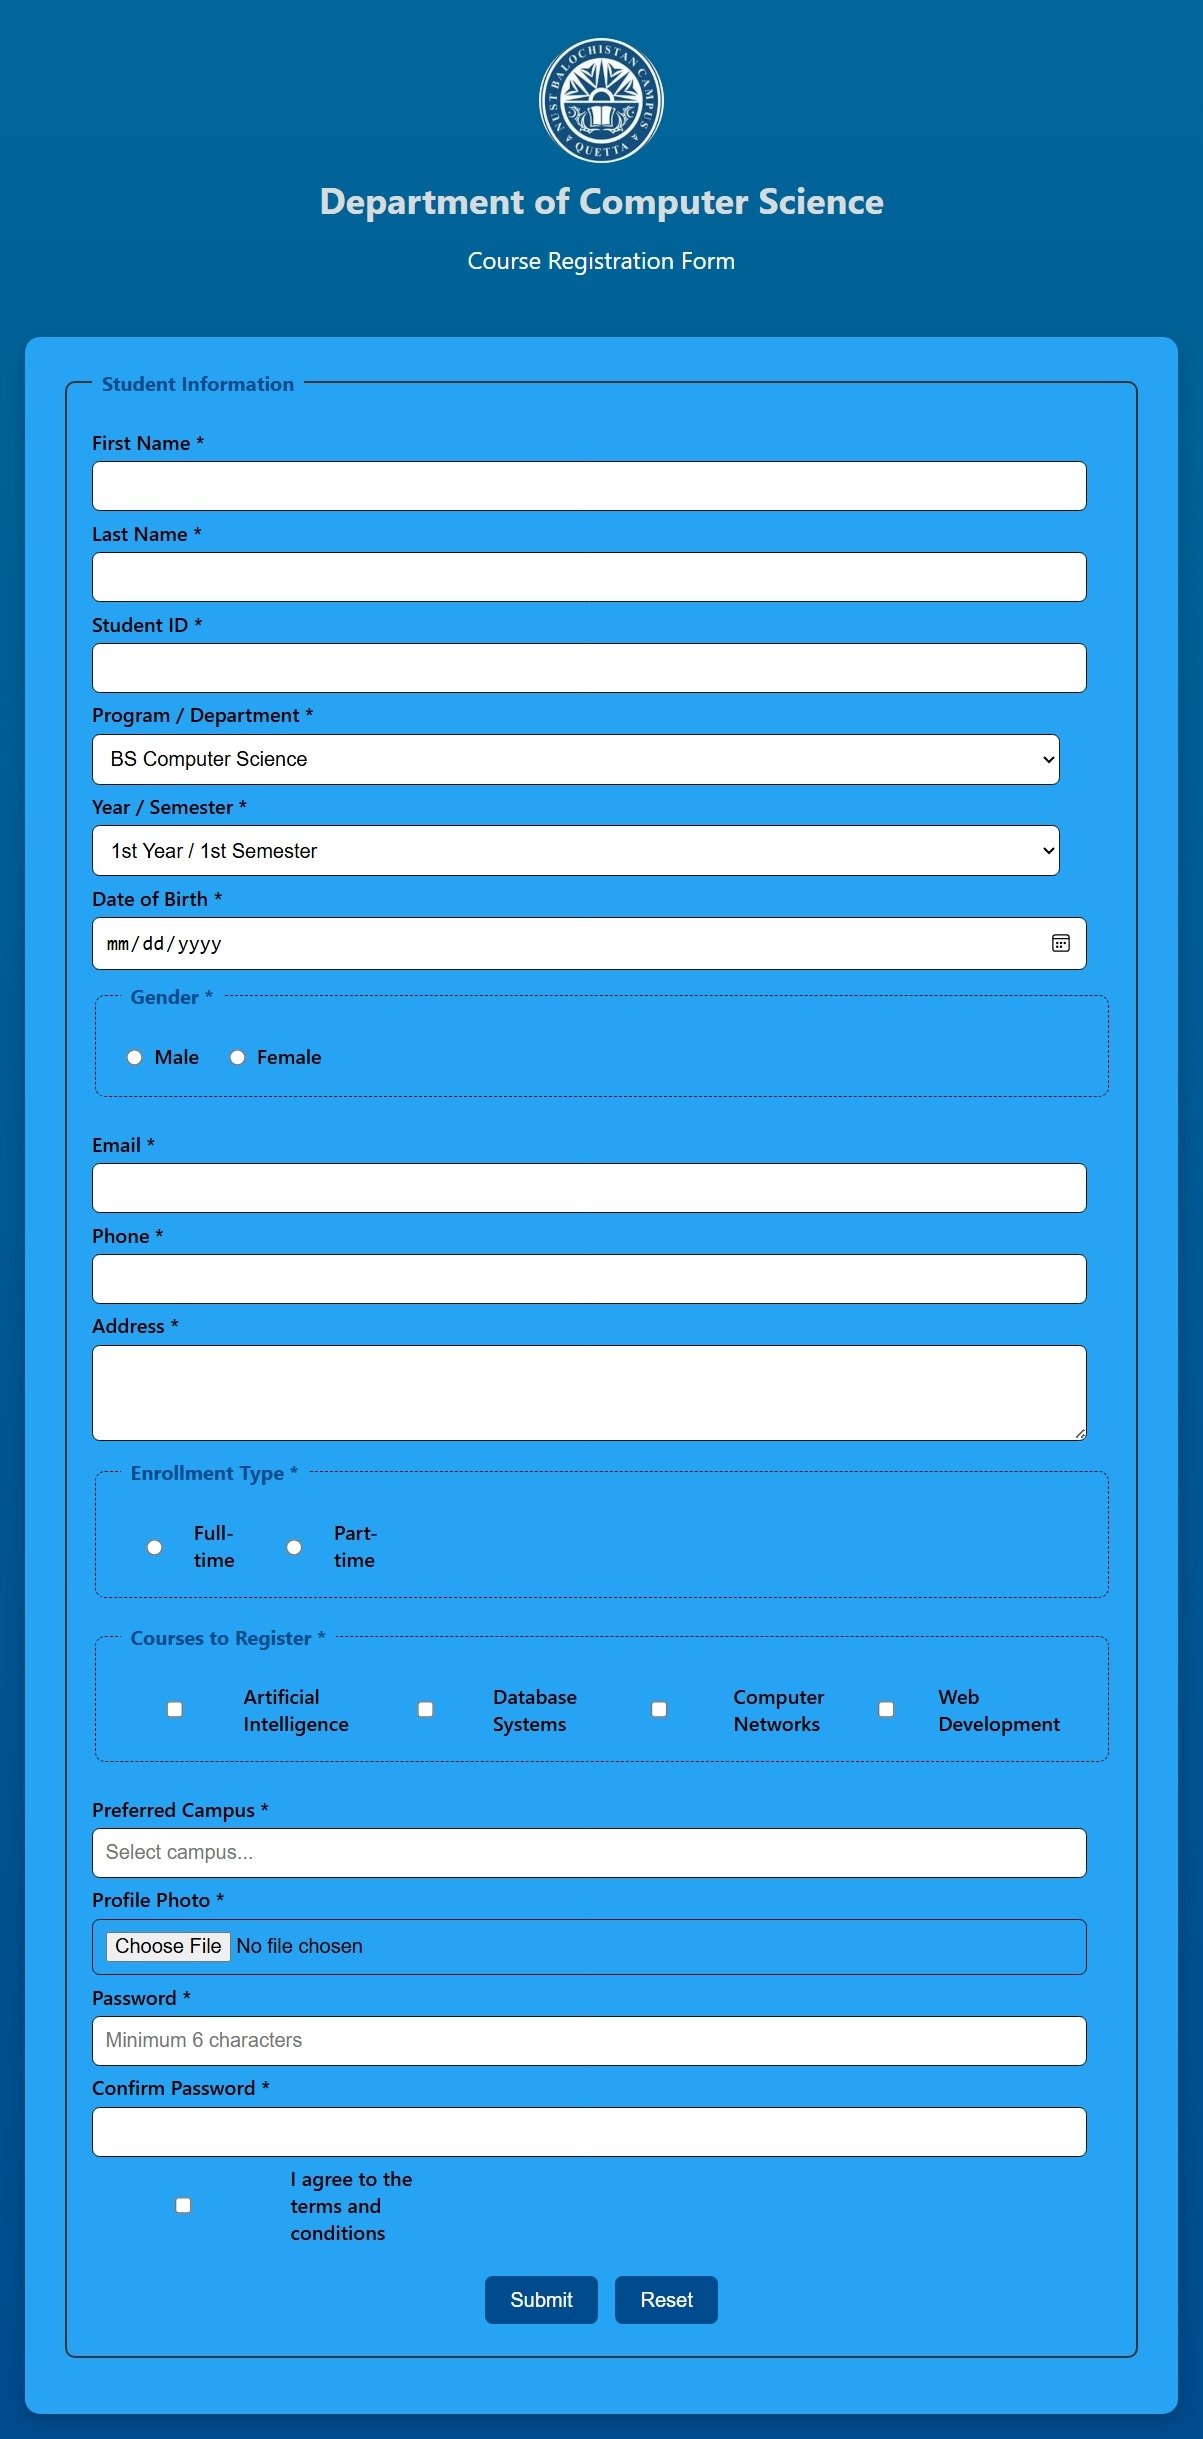 NUST BALOCHISTAN CAMPUS
QUETTA
Department of Computer Science
Course Registration Form
Student Information
First Name *
Last Name *
Student ID *
Program / Department *
BS Computer Science
Year / Semester *
1st Year / 1st Semester
Date of Birth *
mm/dd/yyyy
Gender *
Male Female
Email *
Phone *
Address *
Enrollment Type *
Full-
time
Part-
time
Courses to Register *
Artificial
Intelligence
Database
Systems
Computer
Networks
Web
Development
Preferred Campus *
Select campus...
Profile Photo *
Choose File No file chosen
Password *
Minimum 6 characters
Confirm Password *
I agree to the
terms and
conditions
Submit Reset